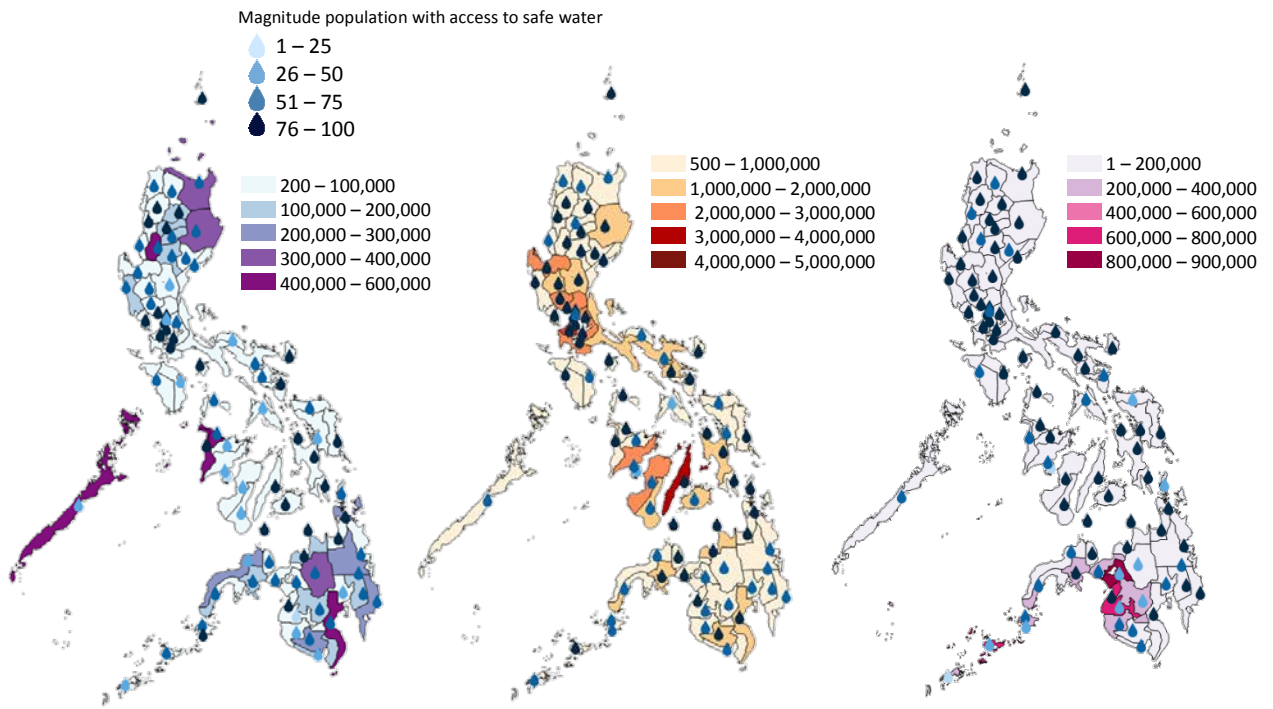 Magnitude population with access to safe water
1 – 25
26 – 50
51 – 75
76 – 100
200 – 100,000
100,000 – 200,000
200,000 – 300,000
300,000 – 400,000
400,000 – 600,000
500 – 1,000,000
1,000,000 – 2,000,000
2,000,000 – 3,000,000
3,000,000 – 4,000,000
4,000,000 – 5,000,000
1 – 200,000
200,000 – 400,000
400,000 – 600,000
600,000 – 800,000
800,000 – 900,000